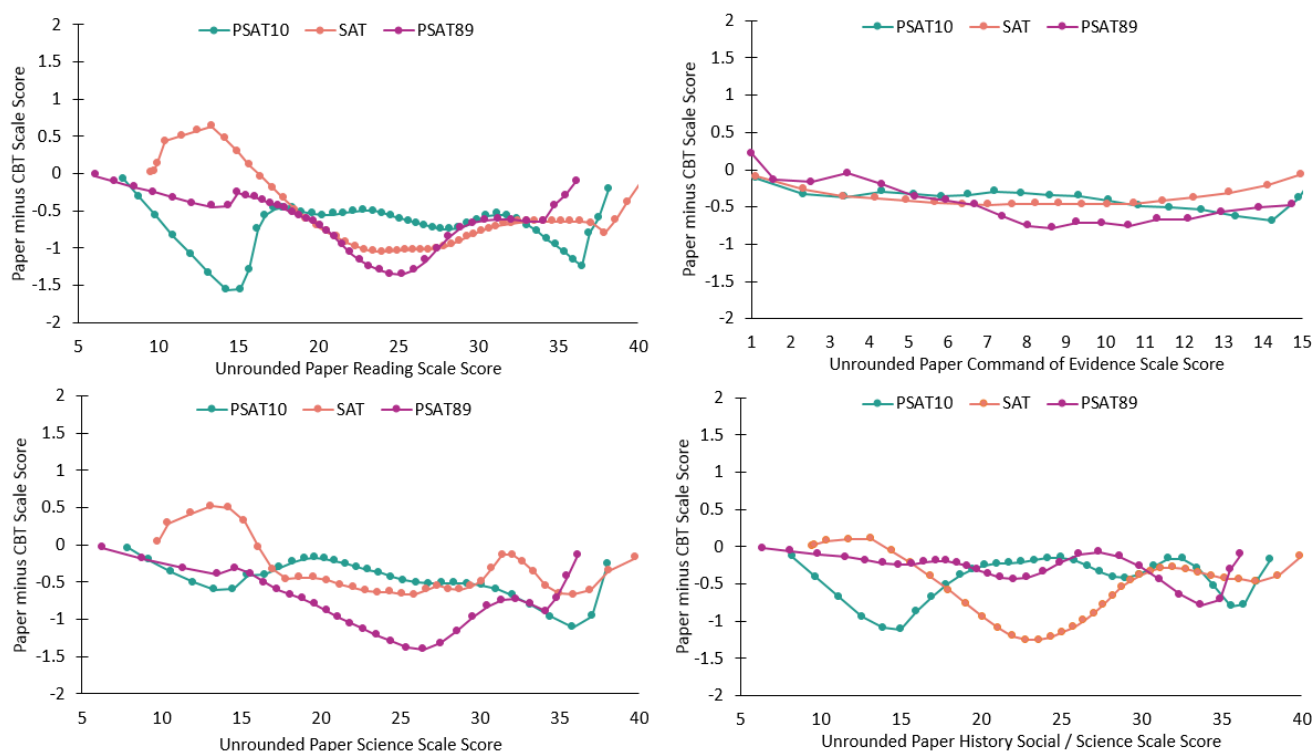 PSAT10 SAT PSAT89
Paper minus CBT Scale Score
2
1.5
1
0.5
0
-0.5
-1
-1.5
-2
5 10 15 20 25 30 35 40
Unrounded Paper Reading Scale Score
PSAT10 SAT PSAT89
Paper minus CBT Scale Score
2
1.5
1
0.5
0
-0.5
-1
-1.5
-2
1 2 3 4 5 6 7 8 9 10 11 12 13 14 15
Unrounded Paper Command of Evidence Scale Score
PSAT10 SAT PSAT89
Paper minus CBT Scale Score
2
1.5
1
0.5
0
-0.5
-1
-1.5
-2
5 10 15 20 25 30 35 40
Unrounded Paper Science Scale Score
PSAT10 SAT PSAT89
Paper minus CBT Scale Score
2
1.5
1
0.5
0
-0.5
-1
-1.5
-2
5 10 15 20 25 30 35 40
Unrounded Paper History Social / Science Scale Score